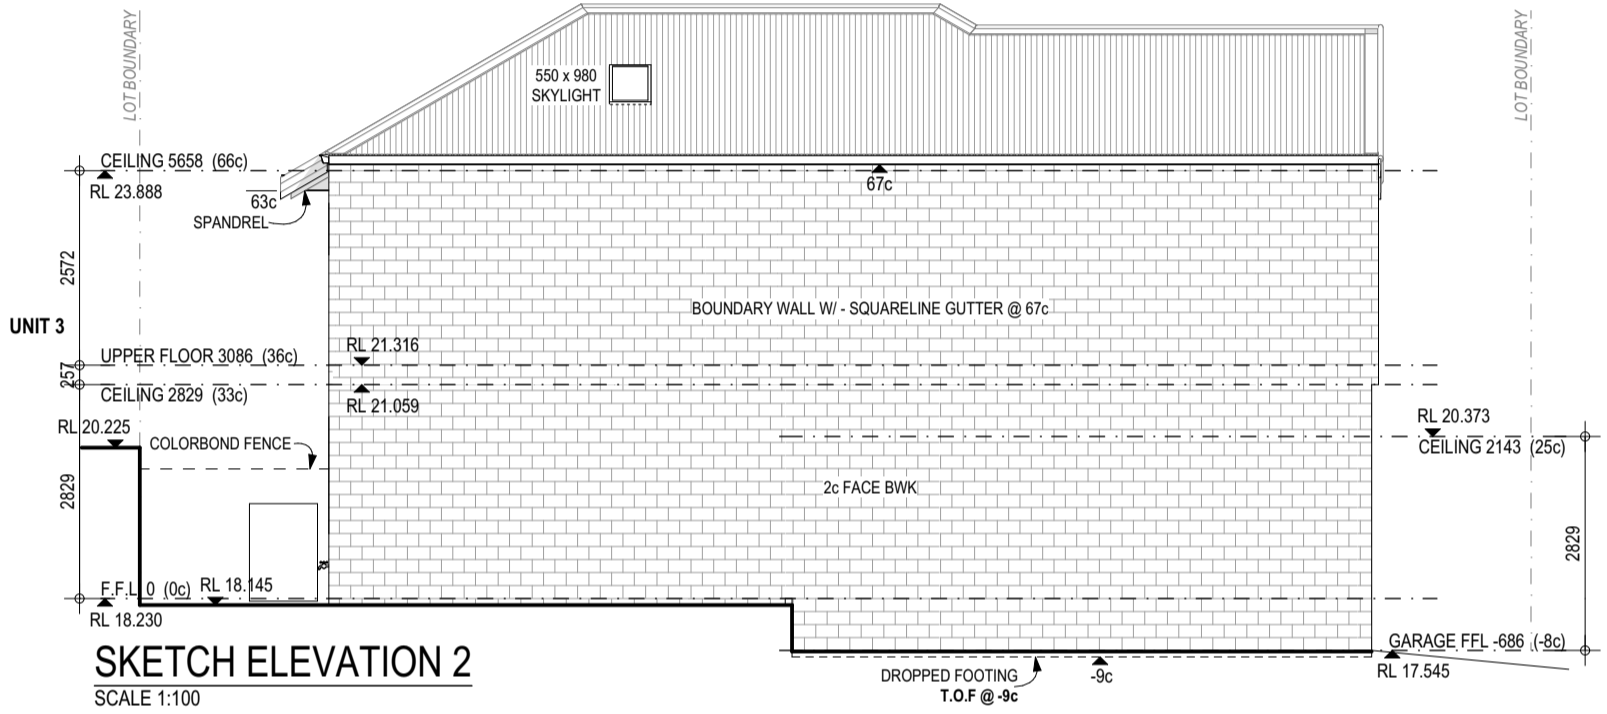 LOT BOUNDARY
LOT BOUNDARY
550 x 980
SKYLIGHT
CEILING 5658 (66c)
RL 23.888
63c
SPANDREL
67c
2572
BOUNDARY WALL W/ - SQUARELINE GUTTER @ 67c
UNIT 3
UPPER FLOOR 3086 (36c)
RL 21.316
257
CEILING 2829 (33c)
RL 21.059
RL 20.225
COLORBOND FENCE
RL 20.373
CEILING 2143 (25c)
2829
2c FACE BWK
2829
F.F.L 0 (0c)
RL 18.145
RL 18.230
GARAGE FFL -686 (-8c)
RL 17.545
DROPPED FOOTING
T.O.F @ -9c
-9c
SKETCH ELEVATION 2
SCALE 1:100